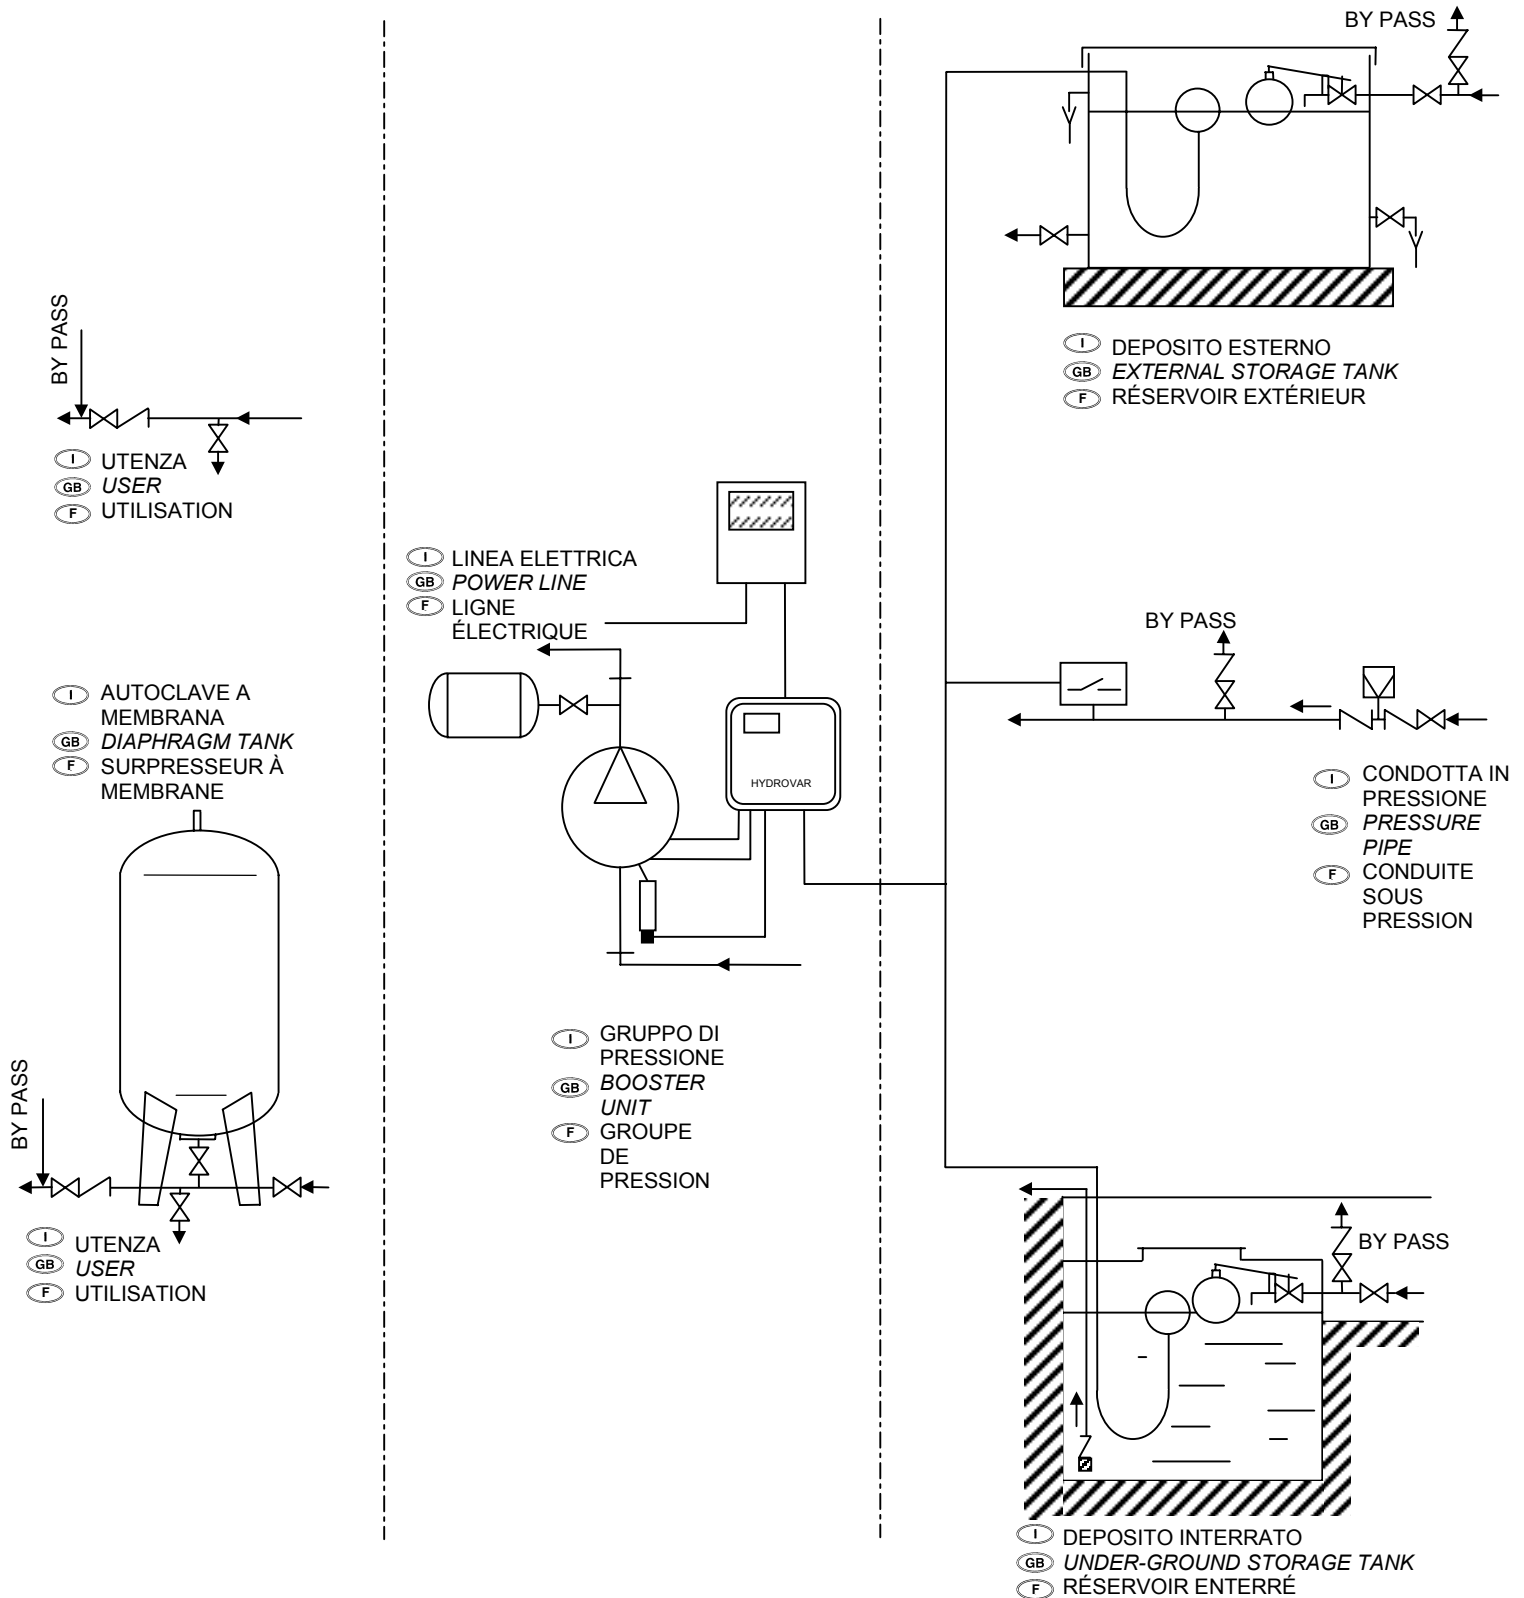 BY PASS
I UTENZA
GB USER
F UTILISATION
I AUTOCLAVE A
MEMBRANA
GB DIAPHRAGM TANK
F SURPRESSEUR À
MEMBRANE
BY PASS
I UTENZA
GB USER
F UTILISATION
I LINEA ELETTRICA
GB POWER LINE
F LIGNE
ÉLECTRIQUE
HYDROVAR
I GRUPPO DI
PRESSIONE
GB BOOSTER
UNIT
F GROUPE
DE
PRESSION
BY PASS
I DEPOSITO ESTERNO
GB EXTERNAL STORAGE TANK
F RÉSERVOIR EXTÉRIEUR
BY PASS
I CONDOTTA IN
PRESSIONE
GB PRESSURE
PIPE
F CONDUITE
SOUS
PRESSION
BY PASS
I DEPOSITO INTERRATO
GB UNDER-GROUND STORAGE TANK
F RÉSERVOIR ENTERRÉ